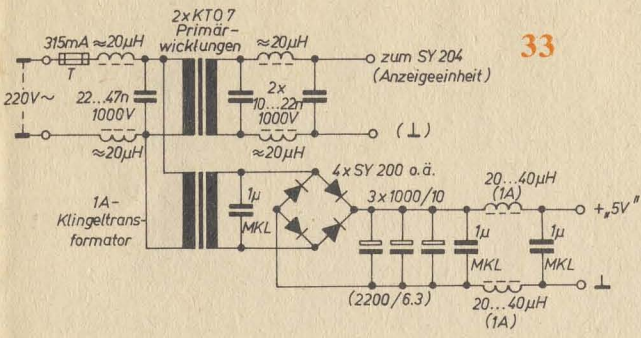 2xKT07
Primär-
wicklungen
33
315mA
≈20µH
≈20µH
T
zum SY 204
(Anzeigeeinheit)
220V~
22...47n
1000V
2x
10...22n
1000V
(⊥)
≈20µH
≈20µH
1A-
Klingeltrans-
formator
1µ
MKL
4xSY 200 o.ä.
3x1000/10
20...40µH
(1A)
+„5V"
1µ
MKL
1µ
MKL
(2200/6.3)
20...40µH
(1A)
⊥